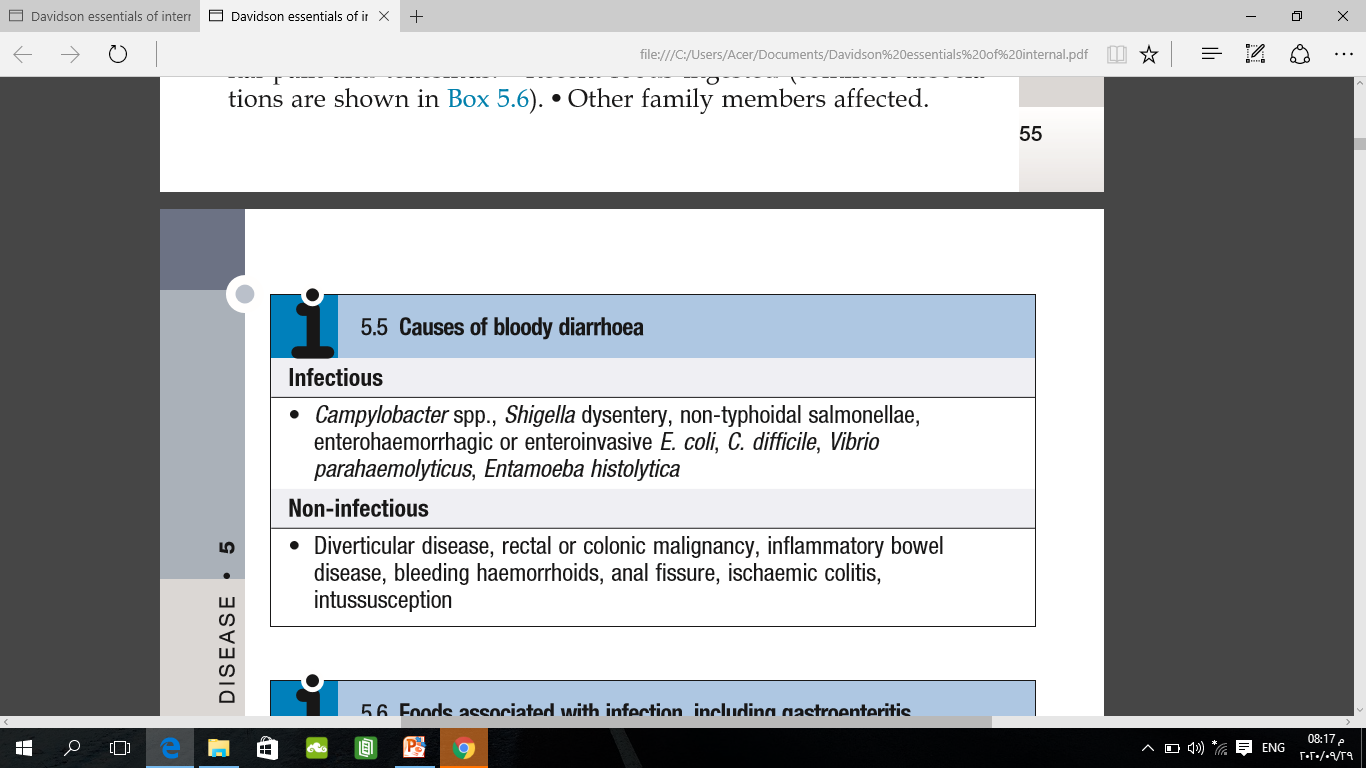 Davidson essentials of interr
Davidson essentials of ir
file:///C:/Users/Acer/Documents/Davidson%20essentials%20of%20internal.pdf
tions are shown in Box 5.6). • Other family members affected.
55
5.5 Causes of bloody diarrhoea
Infectious
• Campylobacter spp., Shigella dysentery, non-typhoidal salmonellae,
enterohaemorrhagic or enteroinvasive E. coli, C. difficile, Vibrio
parahaemolyticus, Entamoeba histolytica
Non-infectious
• Diverticular disease, rectal or colonic malignancy, inflammatory bowel
disease, bleeding haemorrhoids, anal fissure, ischaemic colitis,
intussusception
DISEASE • 5
5.6 Foods associated with infection, including gastroenteritis
ENG
08:17 م
٢٠٢٠/٠٩/٢٩